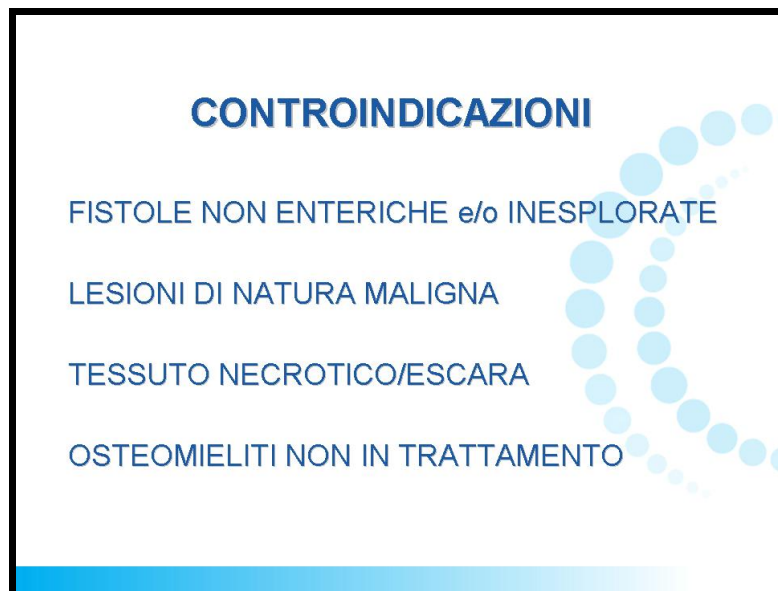 CONTROINDICAZIONI
FISTOLE NON ENTERICHE e/o INESPLORATE
LESIONI DI NATURA MALIGNA
TESSUTO NECROTICO/ESCARA
OSTEOMIELITI NON IN TRATTAMENTO